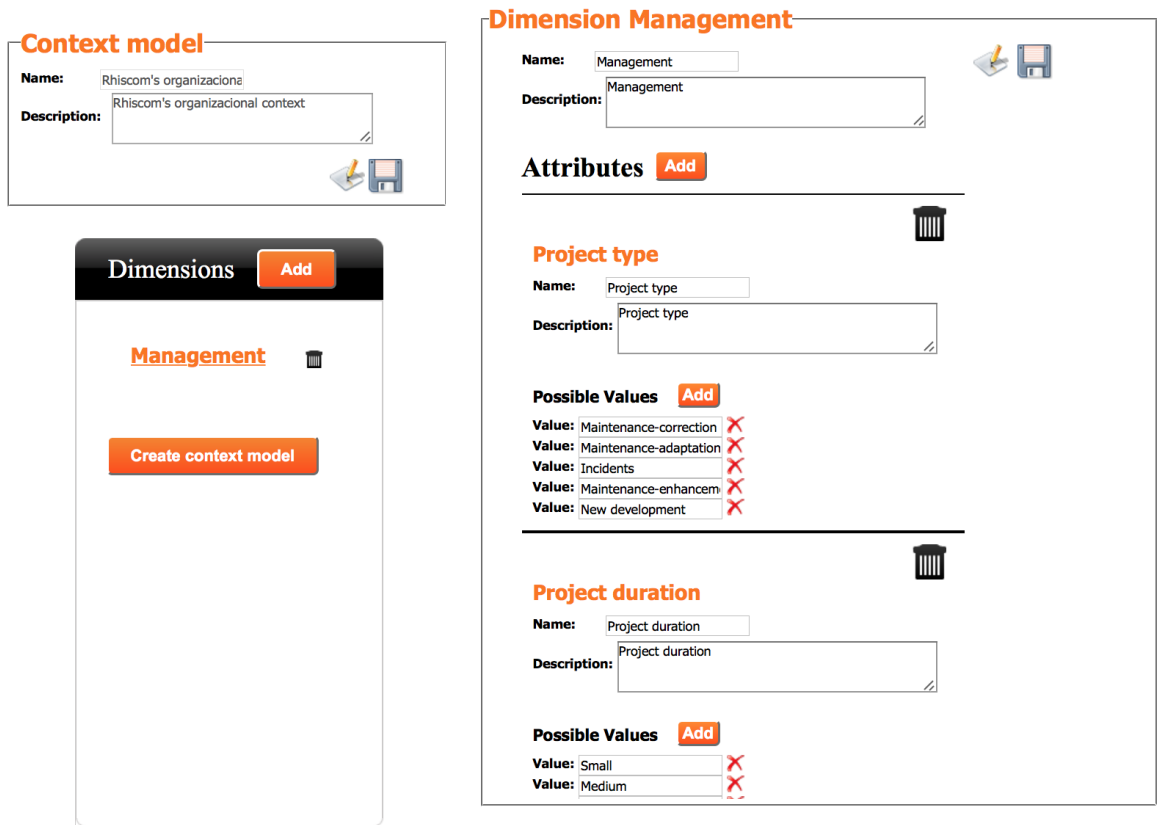 Context model
Name: Rhiscom's organizaciona
Description: Rhiscom's organizacional context
Dimensions Add
Management
Create context model
Dimension Management
Name: Management
Description: Management
Attributes Add
Project type
Name: Project type
Description: Project type
Possible Values Add
Value: Maintenance-correction
Value: Maintenance-adaptation
Value: Incidents
Value: Maintenance-enhancem
Value: New development
Project duration
Name: Project duration
Description: Project duration
Possible Values Add
Value: Small
Value: Medium